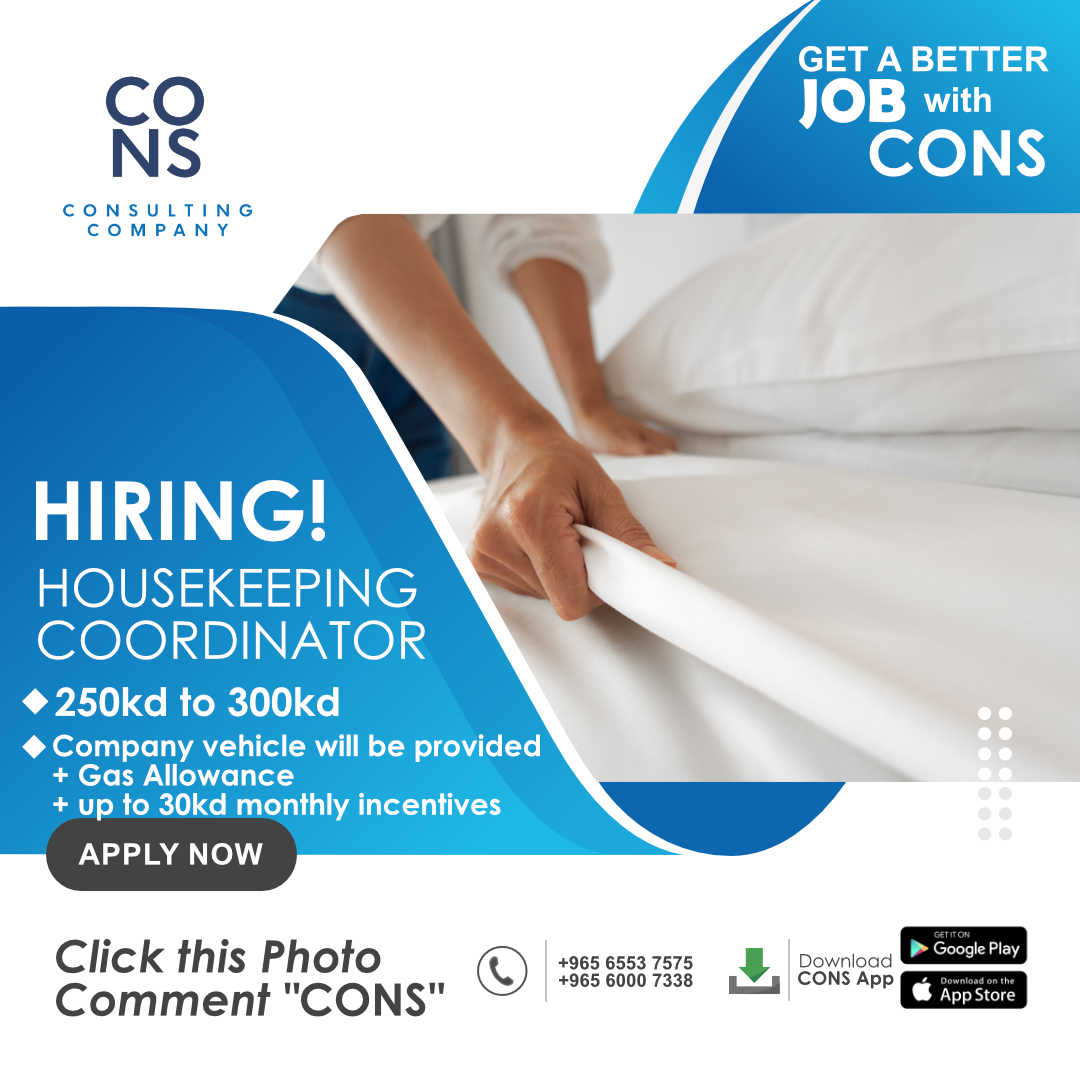 CO
NS
CONSULTING
COMPANY
GET A BETTER
JOB with
CONS
HIRING!
HOUSEKEEPING
COORDINATOR
250kd to 300kd
Company vehicle will be provided
+ Gas Allowance
+ up to 30kd monthly incentives
APPLY NOW
Click this Photo
Comment "CONS"
+965 6553 7575
+965 6000 7338
Download
CONS App
GET IT ON
Google Play
Download on the
App Store